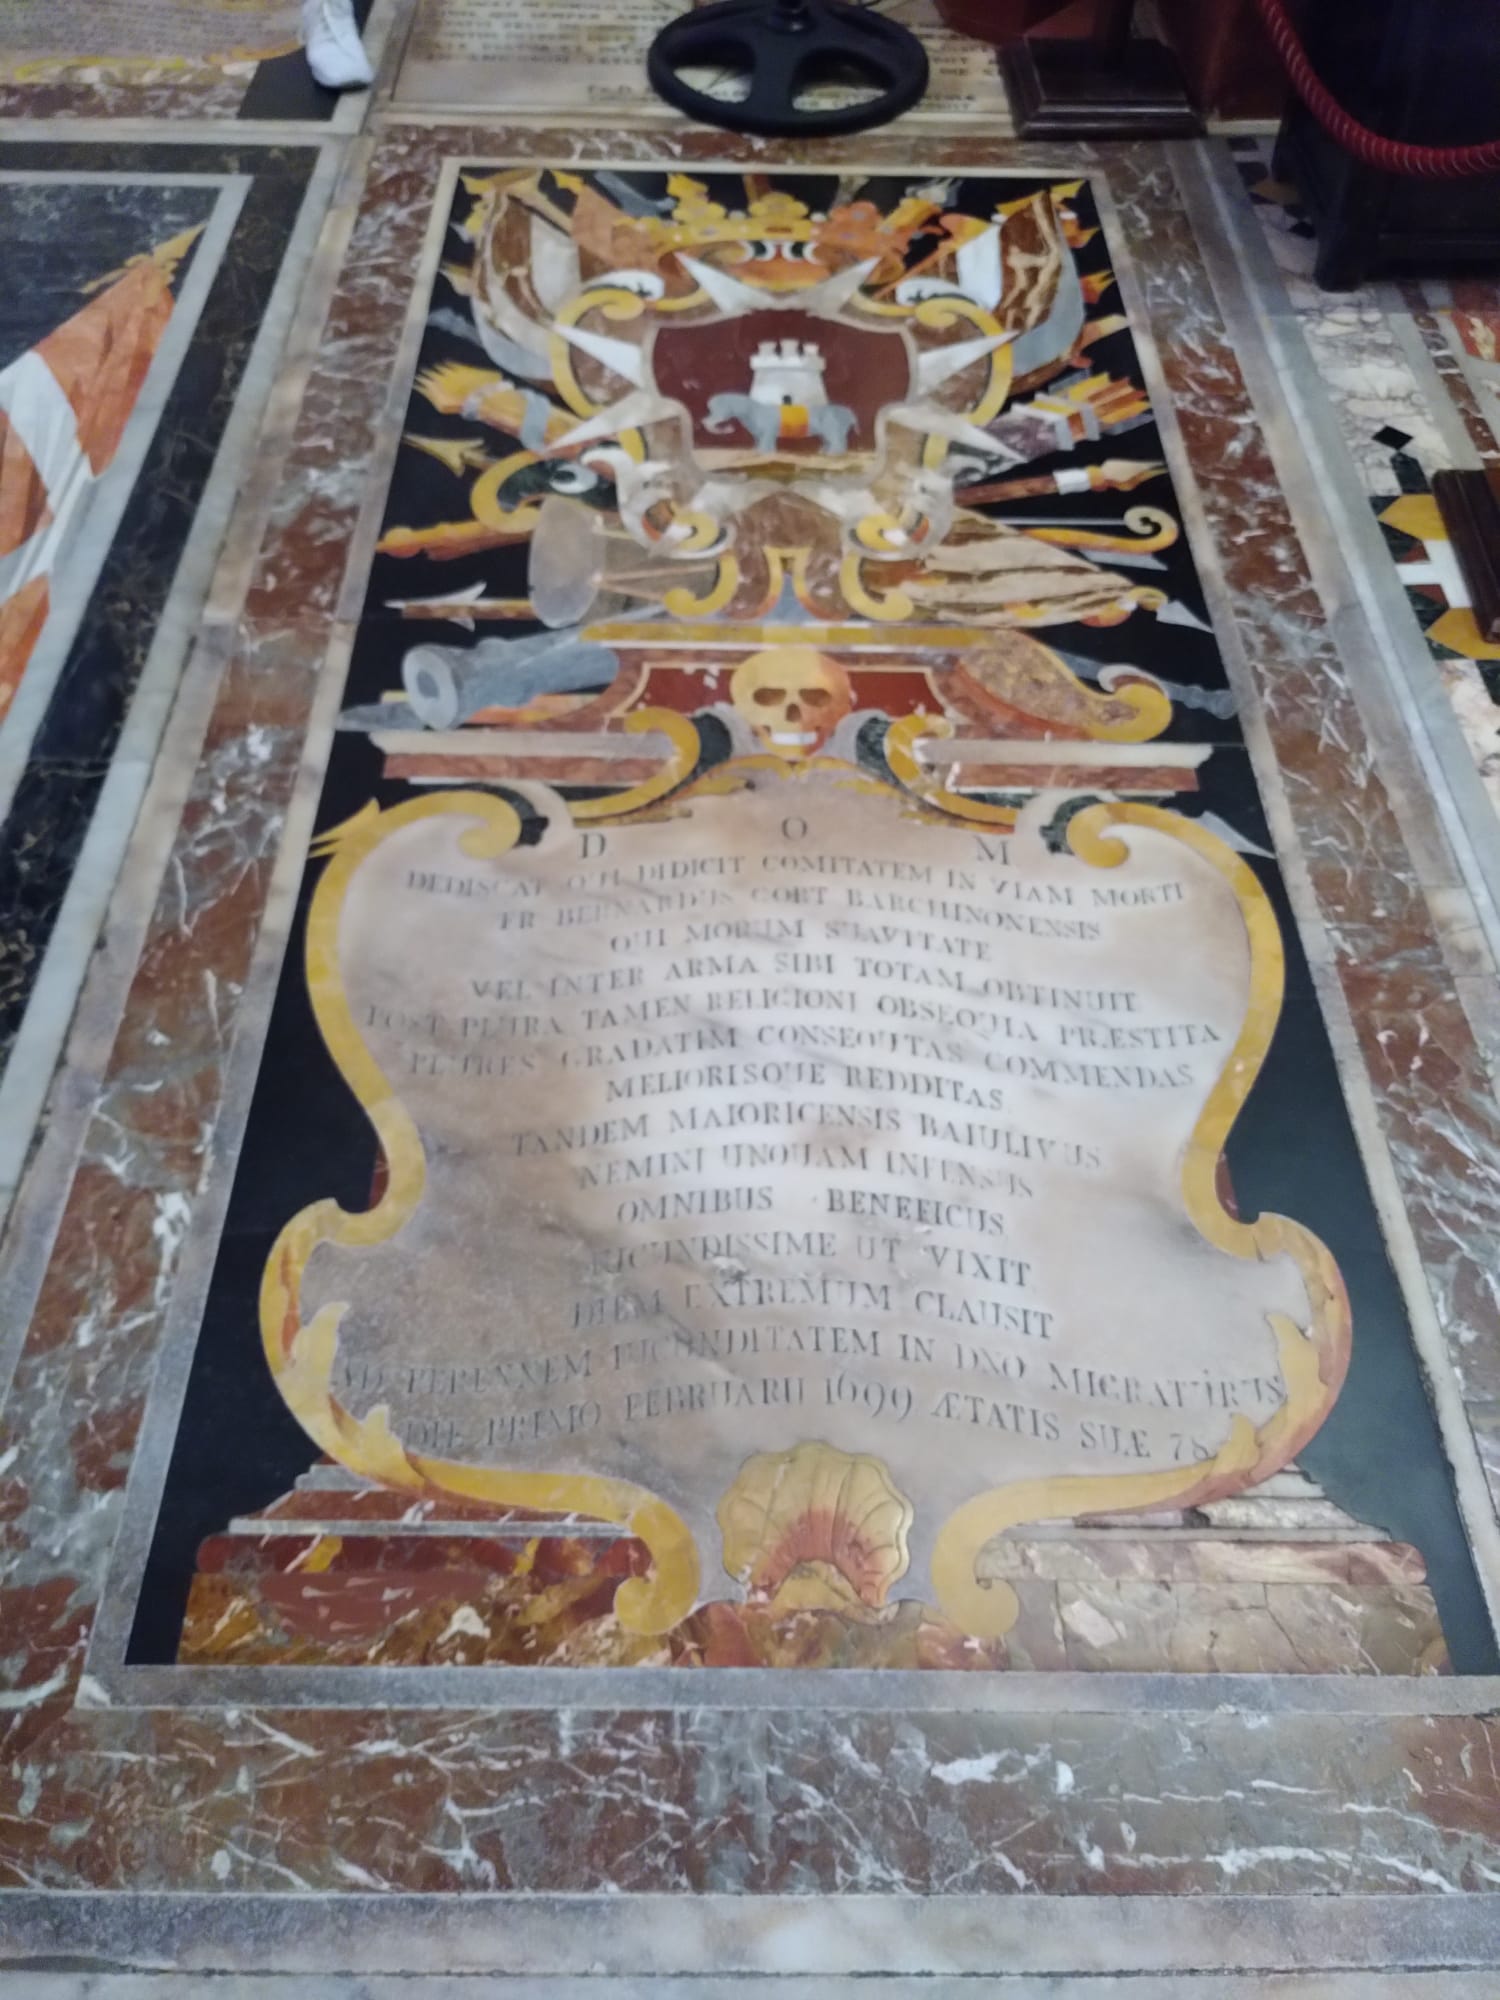 D O M
DEDISCAT QUI DIDICIT COMITATEM IN VIAM MORTI
FR BERNARDUS CORT BARCHINONENSIS
QUI MORUM SUAVITATE
VEL INTER ARMA SIBI TOTAM OBTINUIT
POST PLURA TAMEN RELIGIONI OBSEQUIA PRÆSTITA
PLURES GRADATIM CONSEQUTAS COMMENDAS
MELIORISQUE REDDITAS
TANDEM MAIORICENSIS BAIULIVUS
NEMINI UNQUAM INFENSUS
OMNIBUS BENEFICUS
IUCUNDISSIME UT VIXIT
DIEM EXTREMUM CLAUSIT
AD PERENNEM IUCUNDITATEM IN DNO MIGRATURUS
DIE PRIMO FEBRUARII 1699 ÆTATIS SUÆ 78